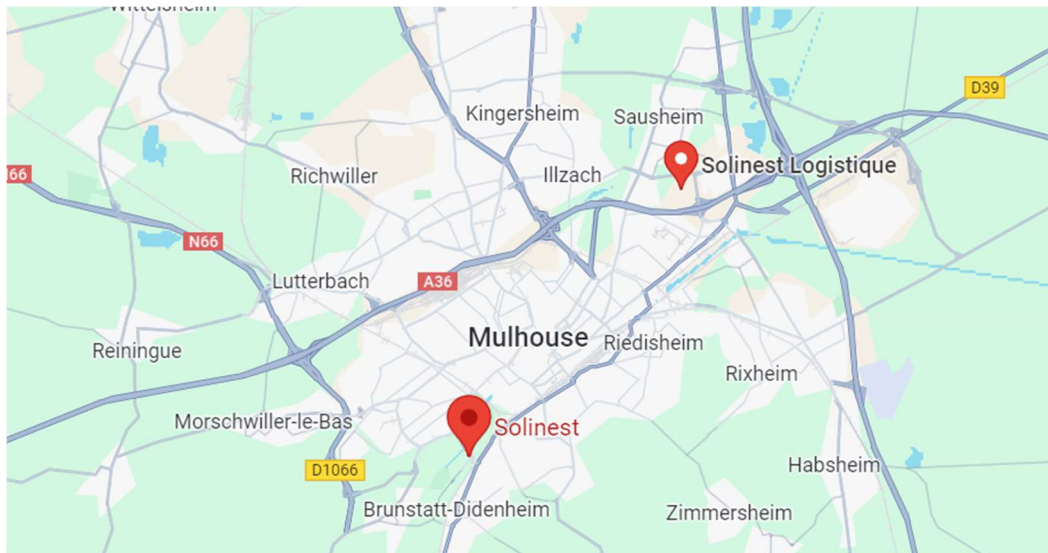 Wittelsheim
D39
Kingersheim
Sausheim
Solinest Logistique
Richwiller
Illzach
N66
A36
Lutterbach
Mulhouse
Riedisheim
Reiningue
Rixheim
Morschwiller-le-Bas
Solinest
D1066
Habsheim
Brunstatt-Didenheim
Zimmersheim